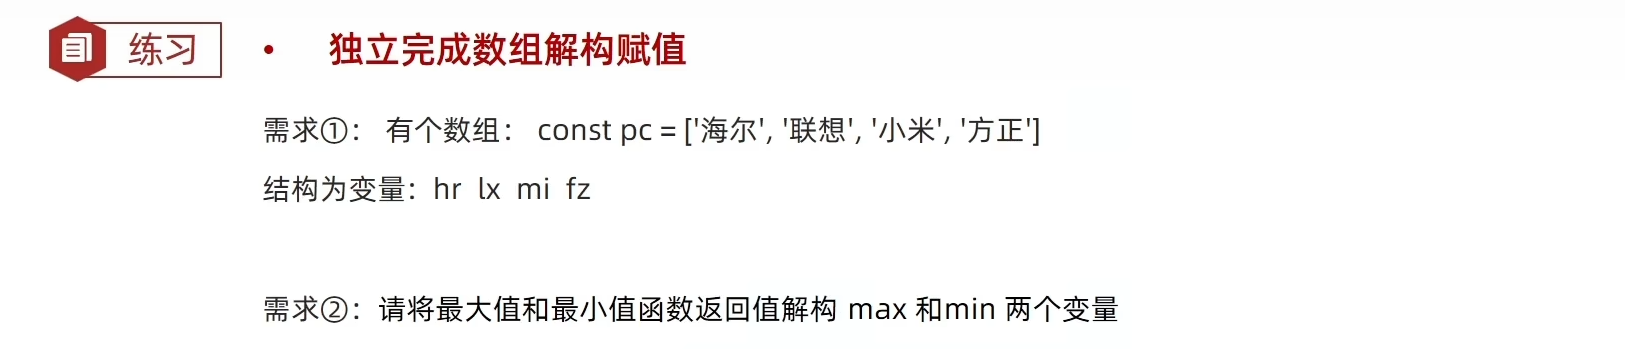 练习
• 独立完成数组解构赋值
需求①： 有个数组： const pc = ['海尔', '联想', '小米', '方正']
结构为变量：hr lx mi fz
需求②：请将最大值和最小值函数返回值解构 max 和min 两个变量